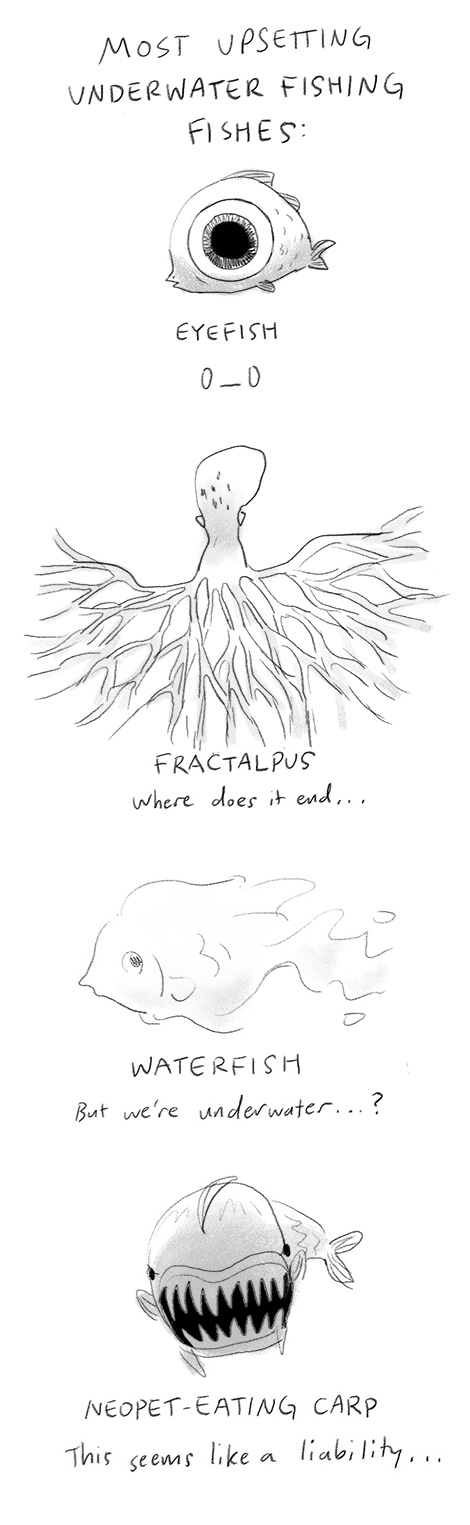 MOST UPSETTING
UNDERWATER FISHING
FISHES:
EYEFISH
O_O
FRACTALPUS
Where does it end...
WATERFISH
But we're underwater...?
NEOPET-EATING CARP
This seems like a liability...